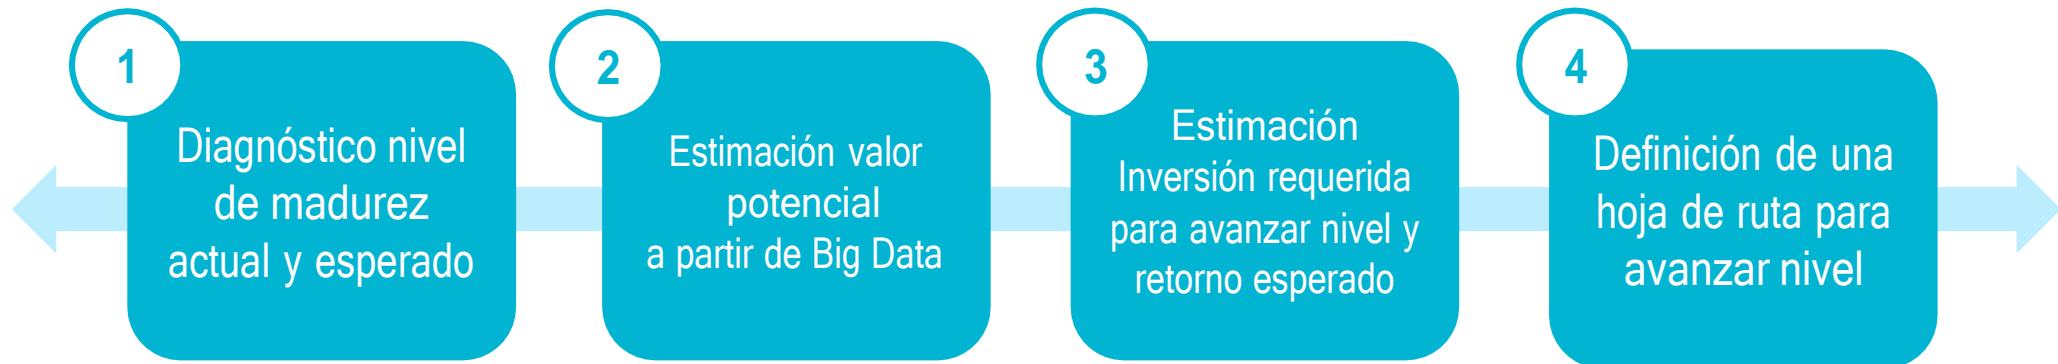 1
Diagnóstico nivel
de madurez
actual y esperado
2
Estimación valor
potencial
a partir de Big Data
3
Estimación
Inversión requerida
para avanzar nivel y
retorno esperado
4
Definición de una
hoja de ruta para
avanzar nivel